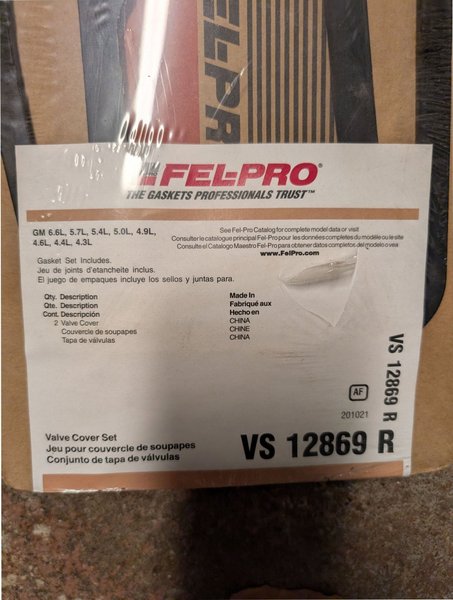 FEL-PRO
FEL-PRO®
THE GASKETS PROFESSIONALS TRUST™
GM 6.6L, 5.7L, 5.4L, 5.0L, 4.9L,
4.6L, 4.4L, 4.3L
See Fel-Pro Catalog for complete model data or visit
Consulter le catalogue principal Fel-Pro pour les données completes du modèle ou le site
Consulte el Catalogo Maestro Fel-Pro para obtener datos completos del modelo o vea
www.FelPro.com
Gasket Set Includes.
Jeu de joints d'etancheite inclus.
El juego de empaques incluye los sellos y juntas para.
Qty. Description
Qte. Description
Cont. Descripción
2 Valve Cover
Couvercle de soupapes
Tapa de válvulas
Made In
Fabriqué aux
Hecho en
CHINA
CHINE
CHINA
VS 12869 R
AF
201021
Valve Cover Set
Jeu pour couvercle de soupapes
Conjunto de tapa de válvulas
VS 12869 R